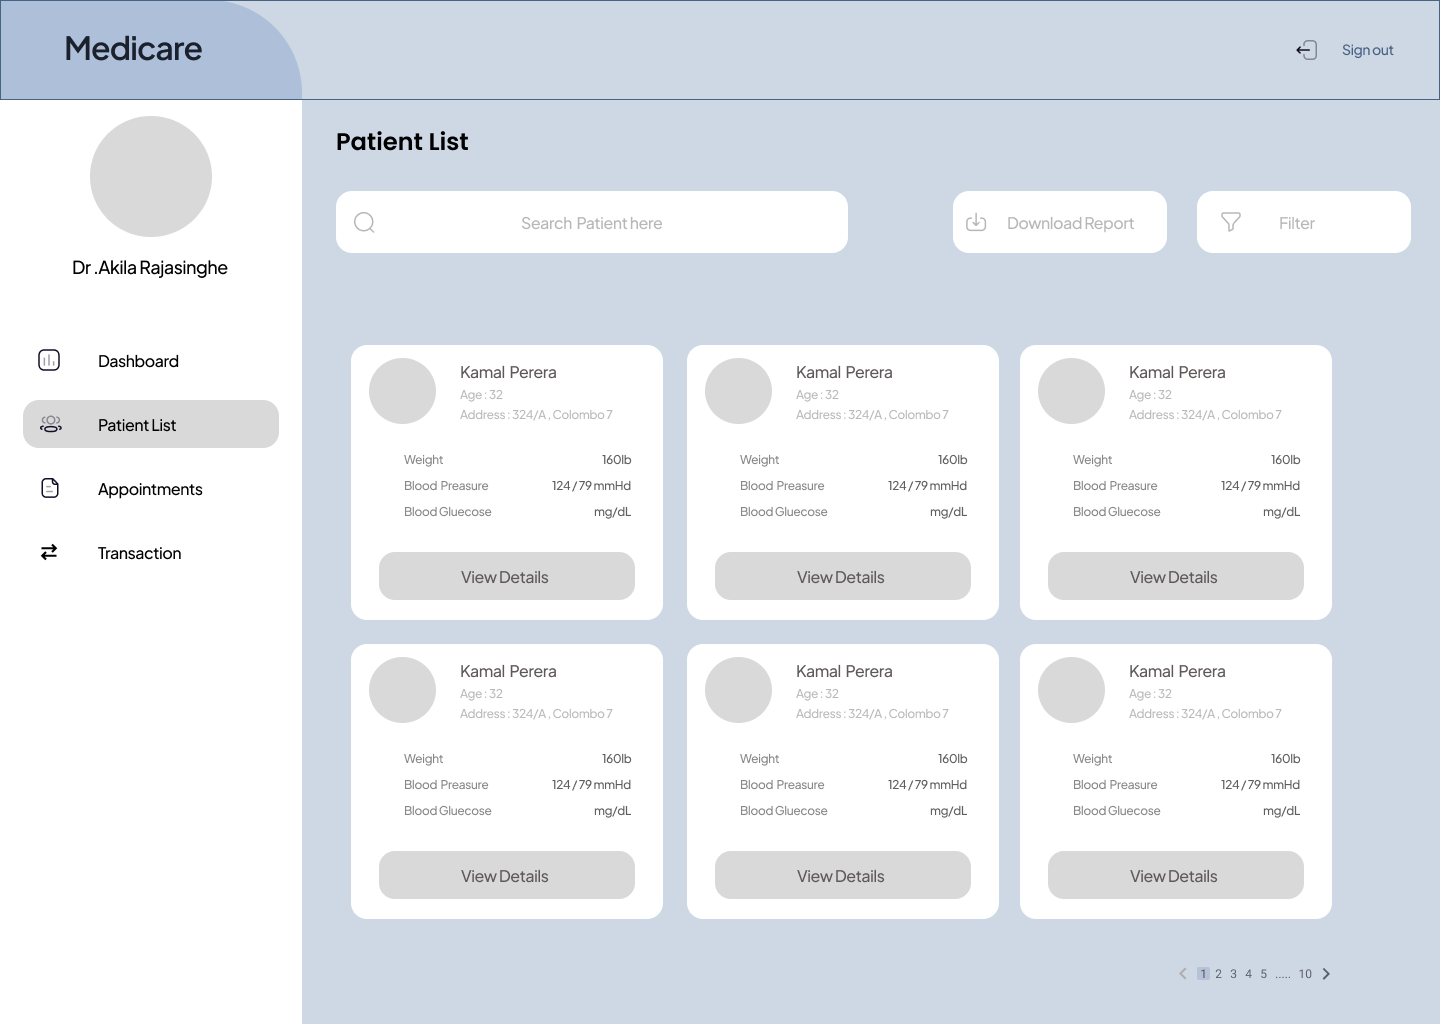 Medicare
Sign out
Dr .Akila Rajasinghe
Dashboard
Patient List
Appointments
Transaction
Patient List
Search Patient here
Download Report
Filter
Kamal Perera
Age : 32
Address : 324/A , Colombo 7
Weight 160lb
Blood Preasure 124 / 79 mmHd
Blood Gluecose mg/dL
View Details
Kamal Perera
Age : 32
Address : 324/A , Colombo 7
Weight 160lb
Blood Preasure 124 / 79 mmHd
Blood Gluecose mg/dL
View Details
Kamal Perera
Age : 32
Address : 324/A , Colombo 7
Weight 160lb
Blood Preasure 124 / 79 mmHd
Blood Gluecose mg/dL
View Details
Kamal Perera
Age : 32
Address : 324/A , Colombo 7
Weight 160lb
Blood Preasure 124 / 79 mmHd
Blood Gluecose mg/dL
View Details
Kamal Perera
Age : 32
Address : 324/A , Colombo 7
Weight 160lb
Blood Preasure 124 / 79 mmHd
Blood Gluecose mg/dL
View Details
Kamal Perera
Age : 32
Address : 324/A , Colombo 7
Weight 160lb
Blood Preasure 124 / 79 mmHd
Blood Gluecose mg/dL
View Details
1 2 3 4 5 ..... 10